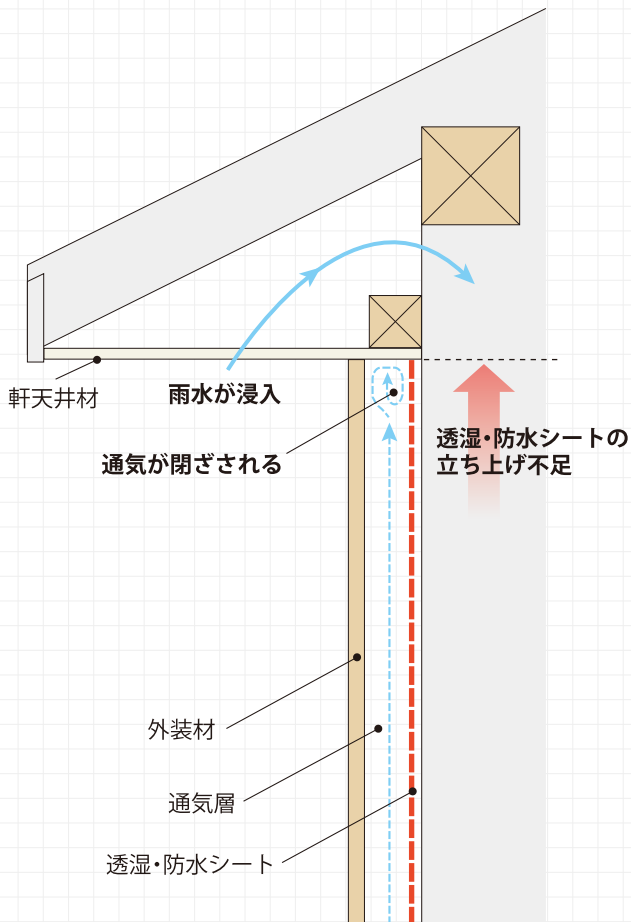 軒天井材
雨水が浸入
通気が閉ざされる
透湿・防水シートの
立ち上げ不足
外装材
通気層
透湿・防水シート